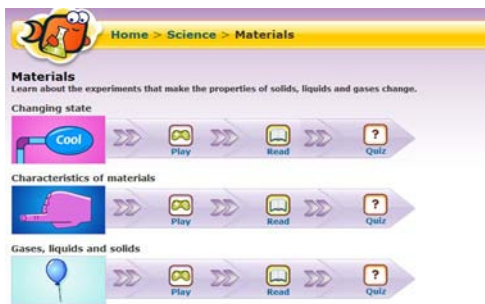 Home > Science > Materials
Materials
Learn about the experiments that make the properties of solids, liquids and gases change.
Changing state
Cool
Play Read ? Quiz
Characteristics of materials
Play Read ? Quiz
Gases, liquids and solids
Play Read ? Quiz